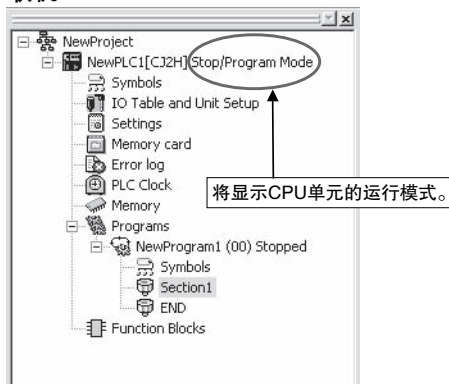 NewProject
NewPLC1[CJ2H] Stop/Program Mode
Symbols
IO Table and Unit Setup
Settings
Memory card
Error log
PLC Clock
将显示CPU单元的运行模式。
Memory
Programs
NewProgram1 (00) Stopped
Symbols
Section1
END
Function Blocks